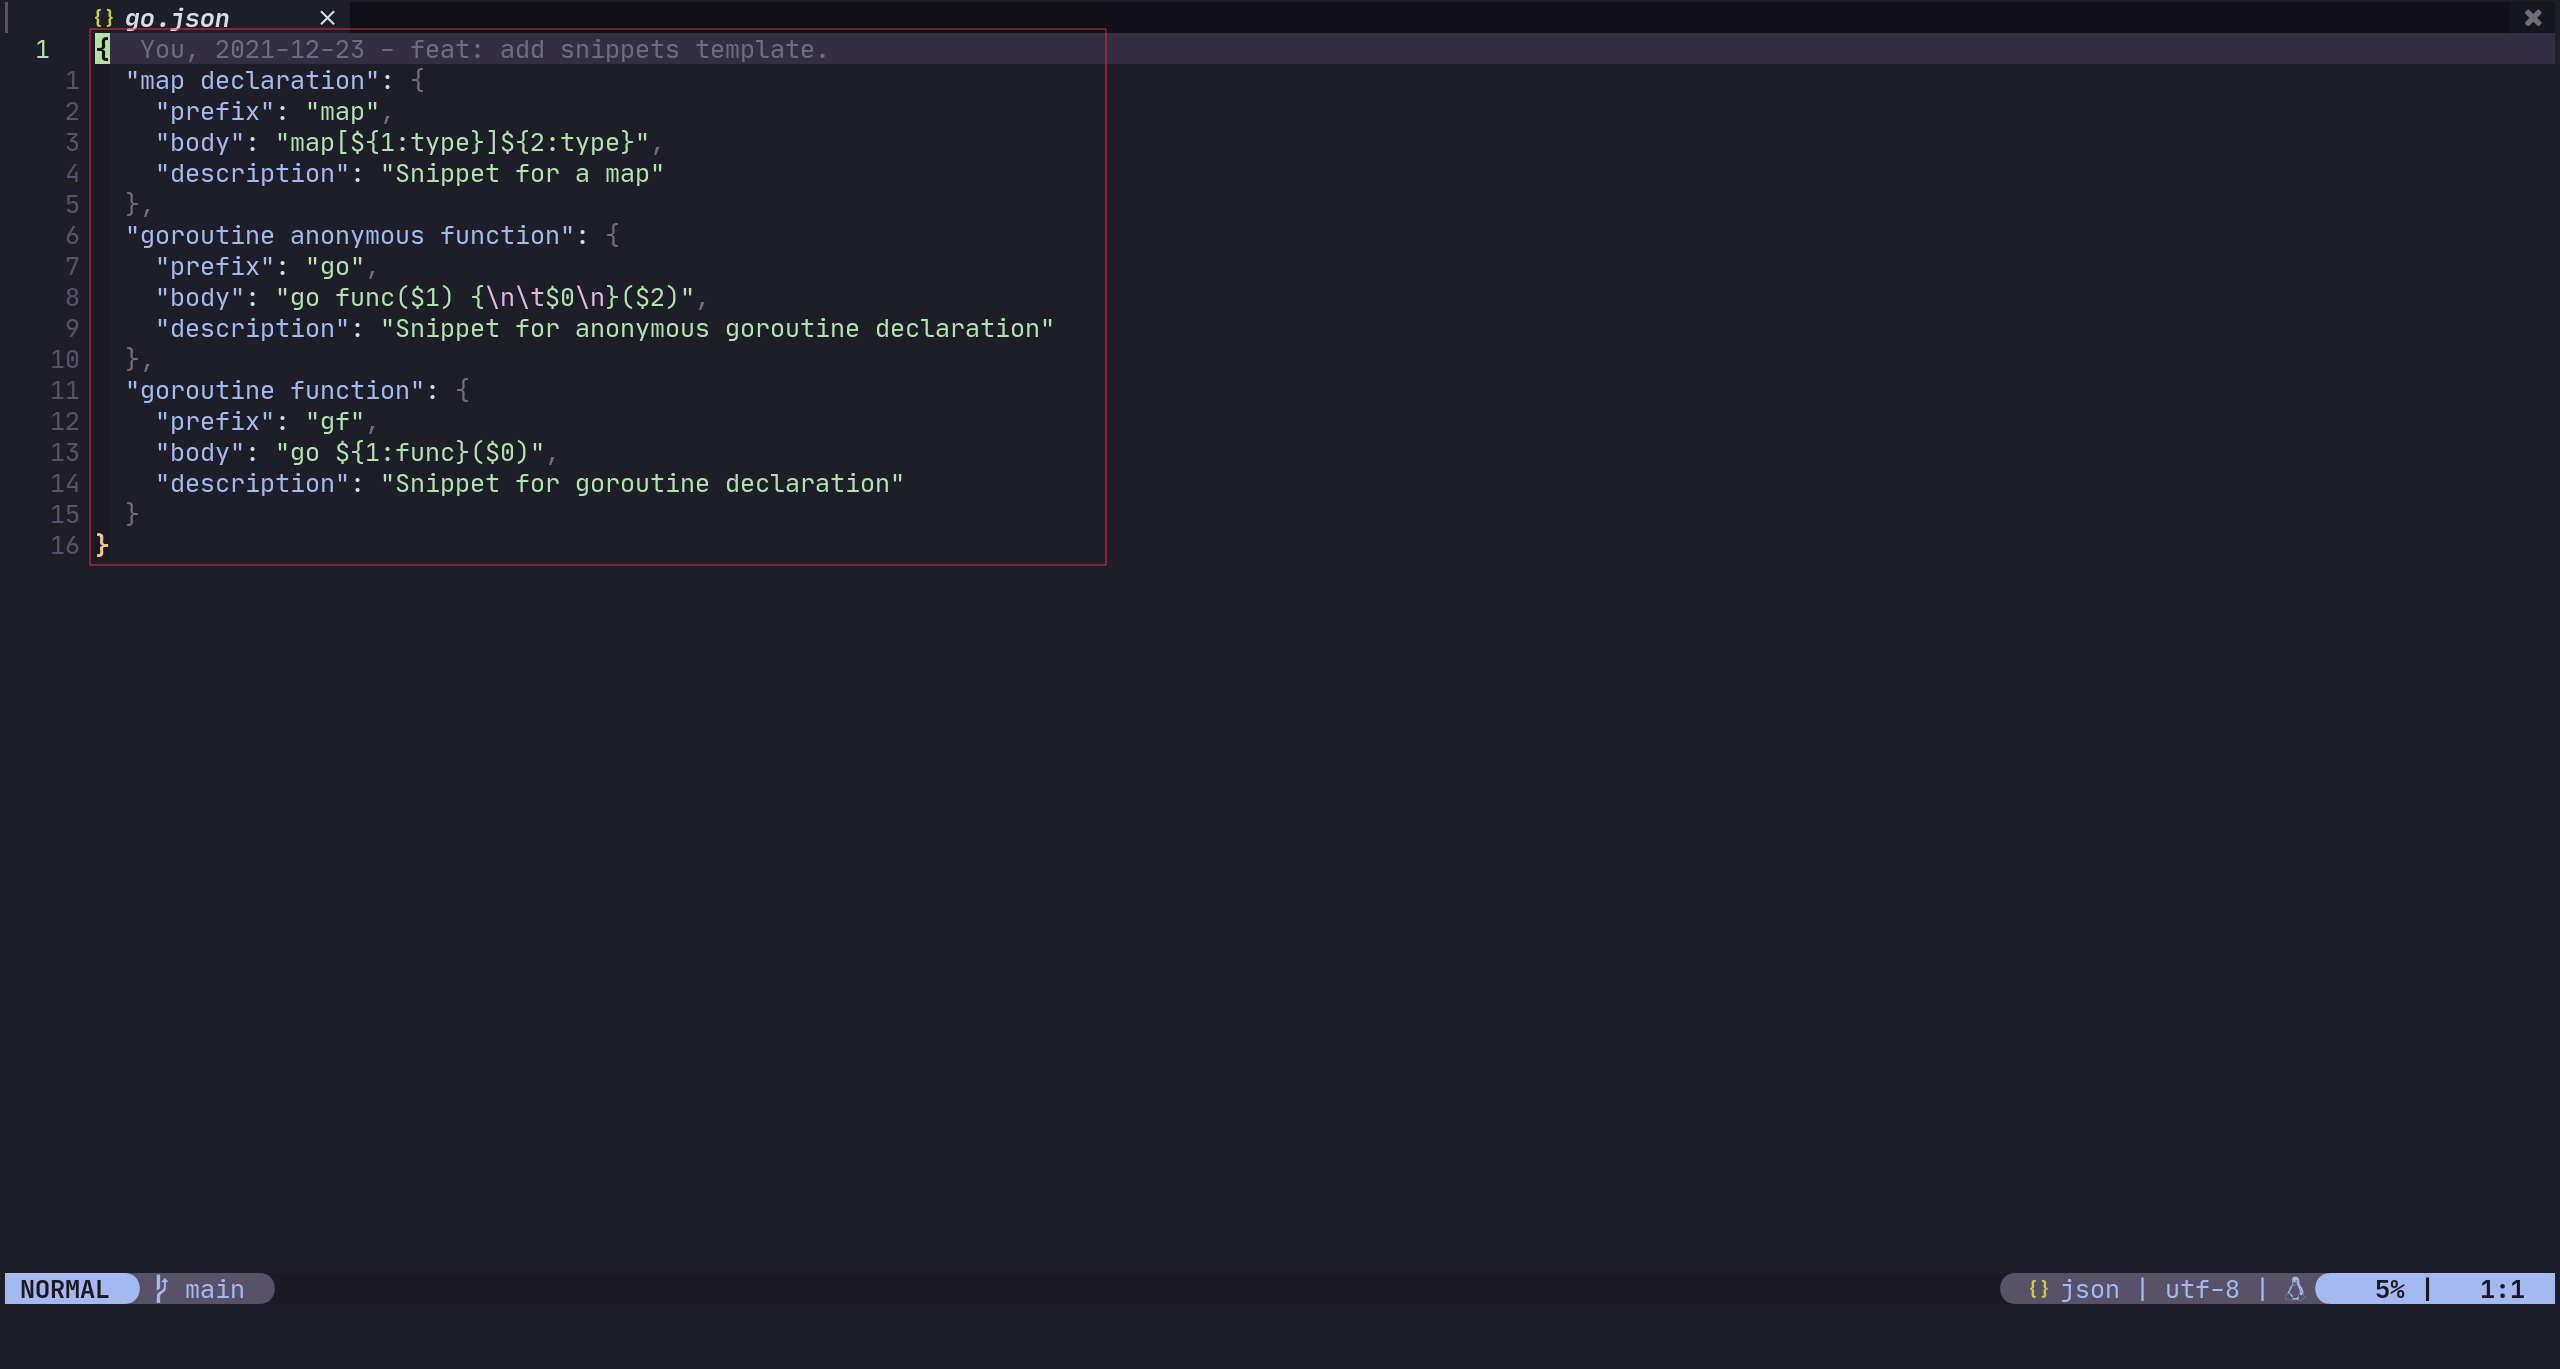 {} go.json ×
1 { You, 2021-12-23 - feat: add snippets template.
1 "map declaration": {
2 "prefix": "map",
3 "body": "map[${1:type}]${2:type}",
4 "description": "Snippet for a map"
5 },
6 "goroutine anonymous function": {
7 "prefix": "go",
8 "body": "go func($1) {\n\t$0\n}($2)",
9 "description": "Snippet for anonymous goroutine declaration"
10 },
11 "goroutine function": {
12 "prefix": "gf",
13 "body": "go ${1:func}($0)",
14 "description": "Snippet for goroutine declaration"
15 }
16 }
NORMAL main {} json | utf-8 | 5% | 1:1